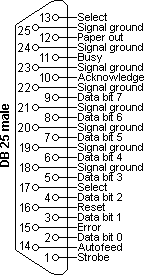 13 Select
25 Signal ground
12 Paper out
24 Signal ground
11 Busy
23 Signal ground
10 Acknowledge
22 Signal ground
9 Data bit 7
21 Signal ground
8 Data bit 6
20 Signal ground
7 Data bit 5
19 Signal ground
6 Data bit 4
18 Signal ground
5 Data bit 3
17 Select
4 Data bit 2
16 Reset
3 Data bit 1
15 Error
2 Data bit 0
14 Autofeed
1 Strobe
DB 25 male